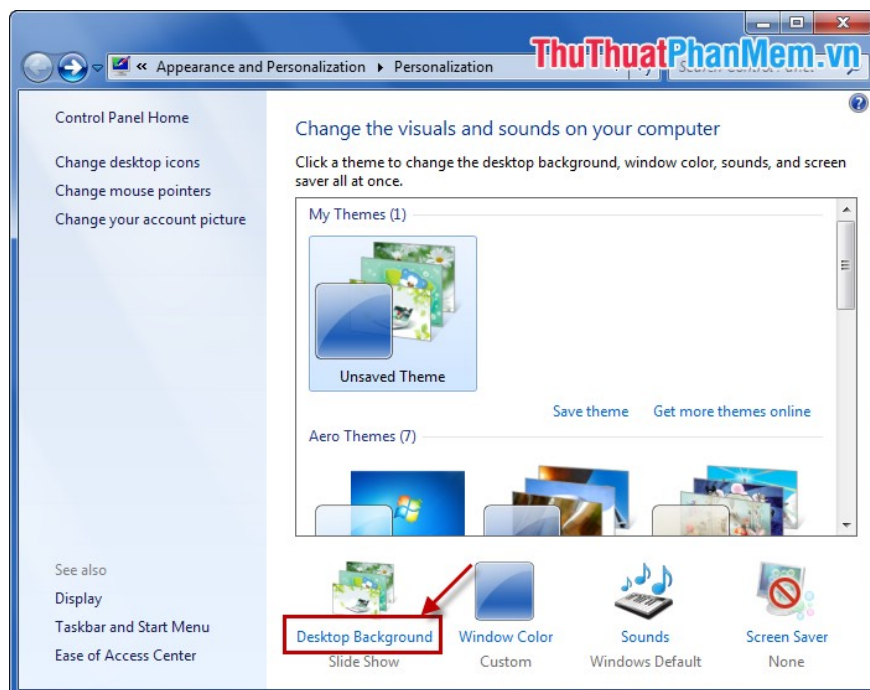 ThuThuatPhanMem.vn
« Appearance and Personalization ▸ Personalization
Control Panel Home
Change desktop icons
Change mouse pointers
Change your account picture
Change the visuals and sounds on your computer
Click a theme to change the desktop background, window color, sounds, and screen
saver all at once.
My Themes (1)
Unsaved Theme
Save theme Get more themes online
Aero Themes (7)
See also
Display
Taskbar and Start Menu
Ease of Access Center
Desktop Background Window Color Sounds Screen Saver
Slide Show Custom Windows Default None